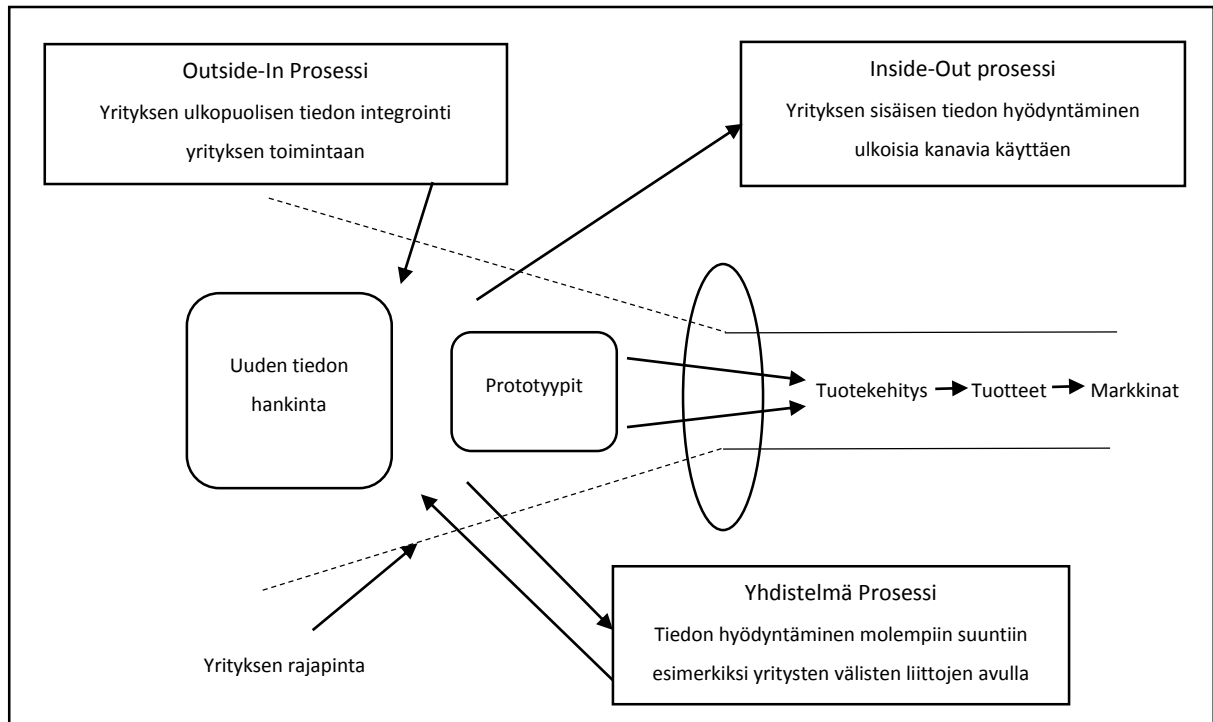 Outside-In Prosessi
Yrityksen ulkopuolisen tiedon integrointi
yrityksen toimintaan
Inside-Out prosessi
Yrityksen sisäisen tiedon hyödyntäminen
ulkoisia kanavia käyttäen
Uuden tiedon
hankinta
Prototyypit
Tuotekehitys
Tuotteet
Markkinat
Yhdistelmä Prosessi
Tiedon hyödyntäminen molempiin suuntiin
esimerkiksi yritysten välisten liittojen avulla
Yrityksen rajapinta